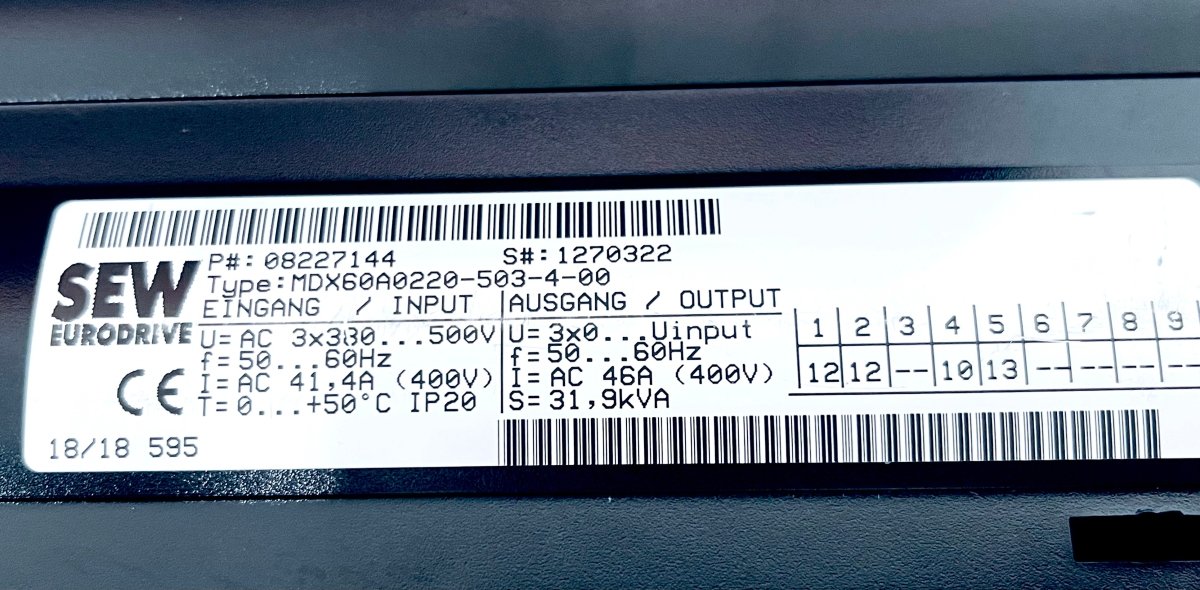 P#: 08227144 S#: 1270322
Type: MDX60A0220-503-4-00
SEW
EURODRIVE
EINGANG / INPUT AUSGANG / OUTPUT
U= AC 3x380...500V U= 3x0...Uinput
f= 50...60Hz f= 50...60Hz
I= AC 41,4A (400V) I= AC 46A (400V)
T= 0...+50°C IP20 S= 31,9kVA
CE
1 2 3 4 5 6 7 8 9
12 12 -- 10 13 -- -- -- --
18/18 595